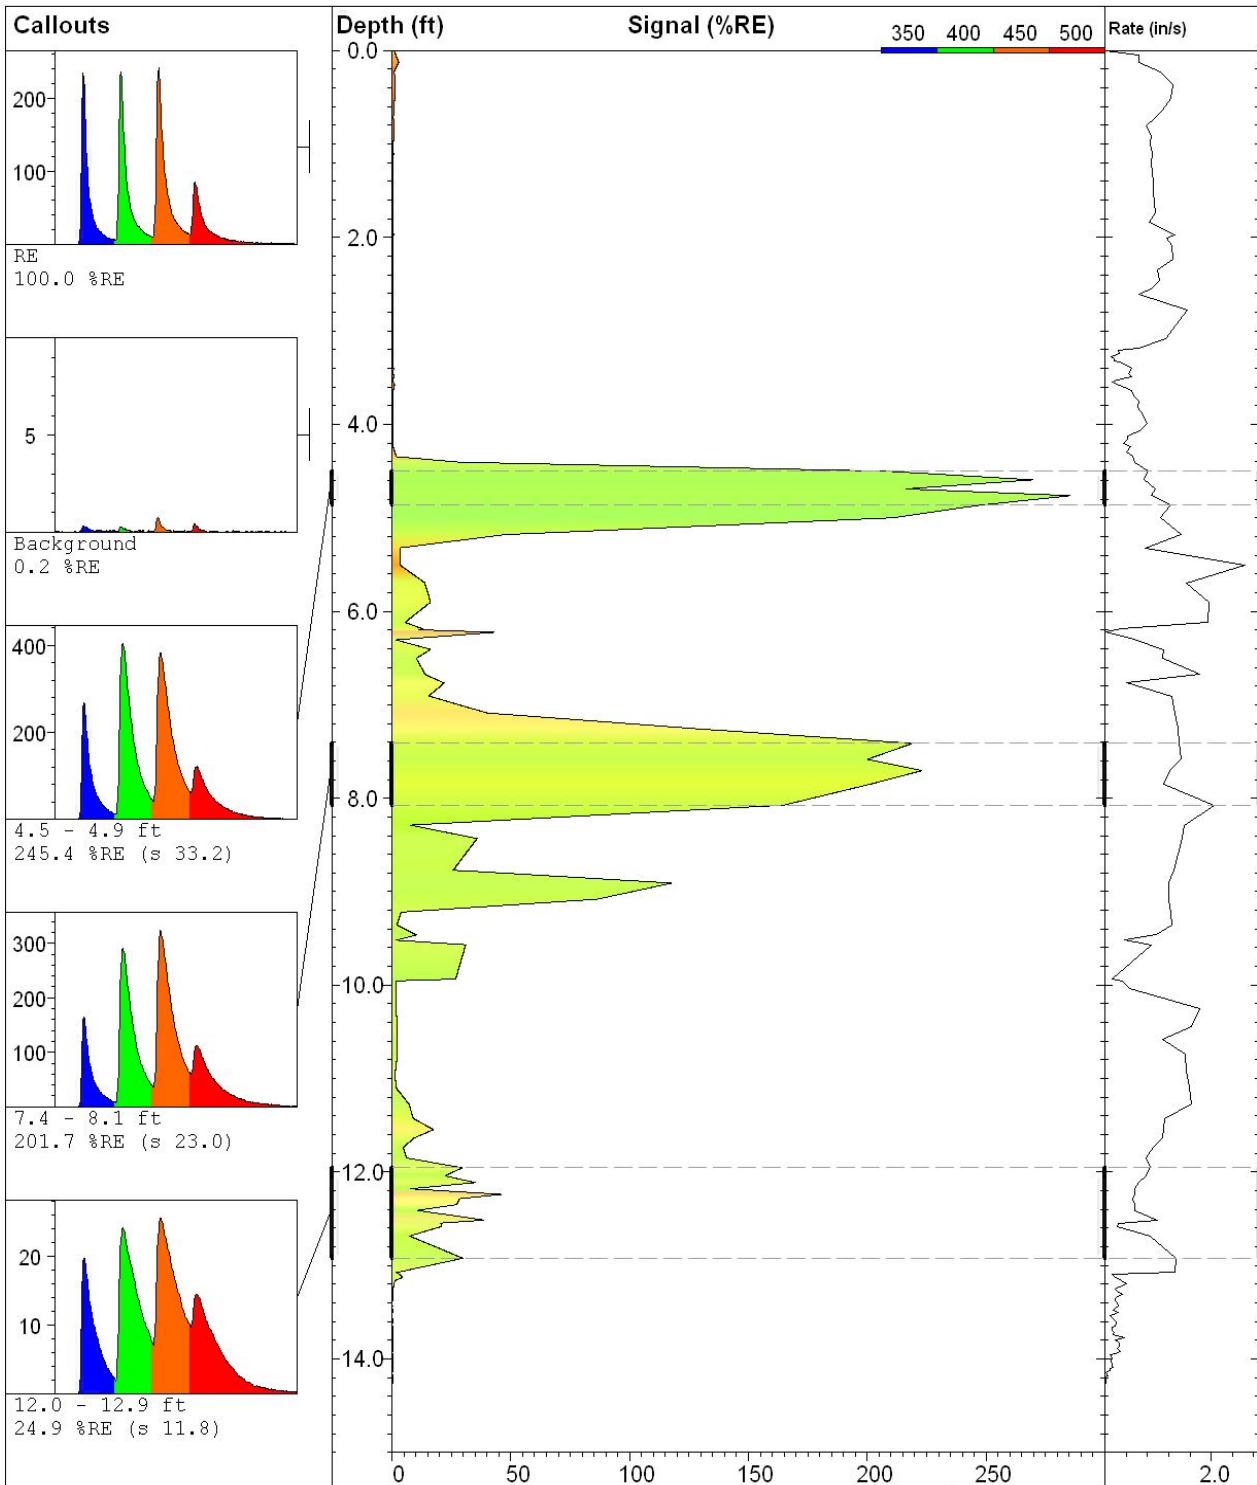 Callouts
Depth (ft)
Signal (%RE)
350 400 450 500
Rate (in/s)
200
100
RE
100.0 %RE
5
Background
0.2 %RE
400
200
4.5 - 4.9 ft
245.4 %RE (s 33.2)
300
200
100
7.4 - 8.1 ft
201.7 %RE (s 23.0)
20
10
12.0 - 12.9 ft
24.9 %RE (s 11.8)
0.0
2.0
4.0
6.0
8.0
10.0
12.0
14.0
0 50 100 150 200 250
2.0